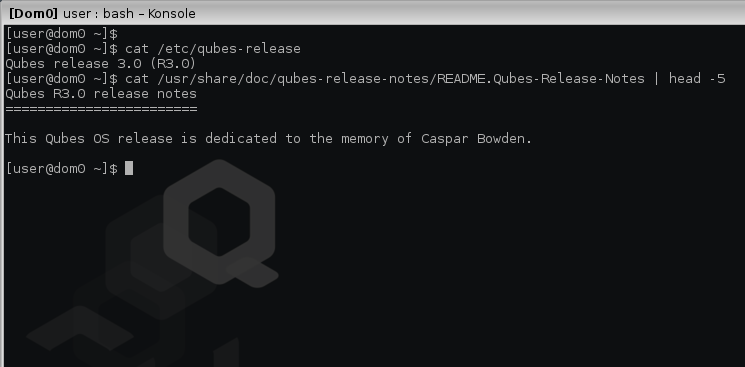 [Dom0] user : bash – Konsole
[user@dom0 ~]$
[user@dom0 ~]$ cat /etc/qubes-release
Qubes release 3.0 (R3.0)
[user@dom0 ~]$ cat /usr/share/doc/qubes-release-notes/README.Qubes-Release-Notes | head -5
Qubes R3.0 release notes
========================
This Qubes OS release is dedicated to the memory of Caspar Bowden.
[user@dom0 ~]$